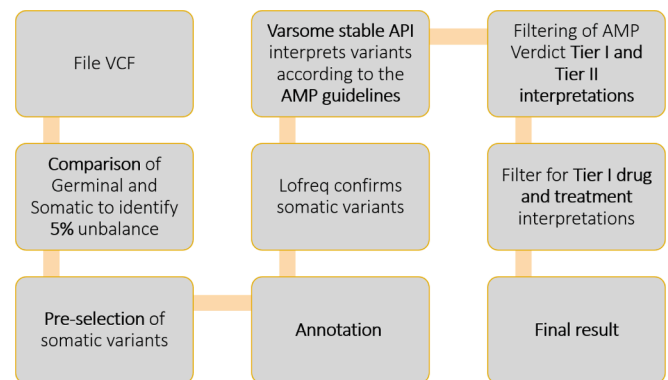 File VCF
Comparison of
Germinal and
Somatic to identify
5% unbalance
Pre-selection of
somatic variants
Annotation
Lofreq confirms
somatic variants
Varsome stable API
interprets variants
according to the
AMP guidelines
Filtering of AMP
Verdict Tier I and
Tier II
interpretations
Filter for Tier I drug
and treatment
interpretations
Final result